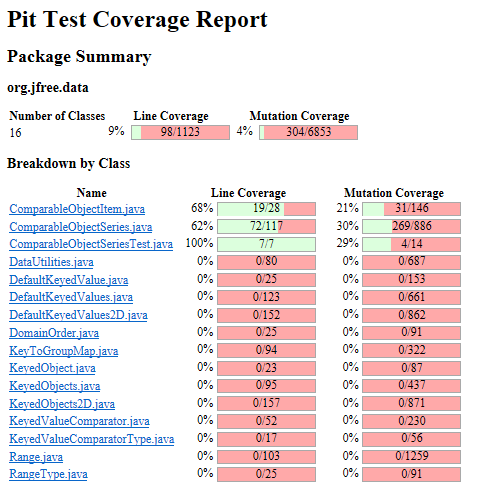 Pit Test Coverage Report
Package Summary
org.jfree.data
Number of Classes Line Coverage Mutation Coverage
16 9% 98/1123 4% 304/6853
Breakdown by Class
Name Line Coverage Mutation Coverage
ComparableObjectItem.java 68% 19/28 21% 31/146
ComparableObjectSeries.java 62% 72/117 30% 269/886
ComparableObjectSeriesTest.java 100% 7/7 29% 4/14
DataUtilities.java 0% 0/80 0% 0/687
DefaultKeyedValue.java 0% 0/25 0% 0/153
DefaultKeyedValues.java 0% 0/123 0% 0/661
DefaultKeyedValues2D.java 0% 0/152 0% 0/862
DomainOrder.java 0% 0/25 0% 0/91
KeyToGroupMap.java 0% 0/94 0% 0/322
KeyedObject.java 0% 0/23 0% 0/87
KeyedObjects.java 0% 0/95 0% 0/437
KeyedObjects2D.java 0% 0/157 0% 0/871
KeyedValueComparator.java 0% 0/52 0% 0/230
KeyedValueComparatorType.java 0% 0/17 0% 0/56
Range.java 0% 0/103 0% 0/1259
RangeType.java 0% 0/25 0% 0/91